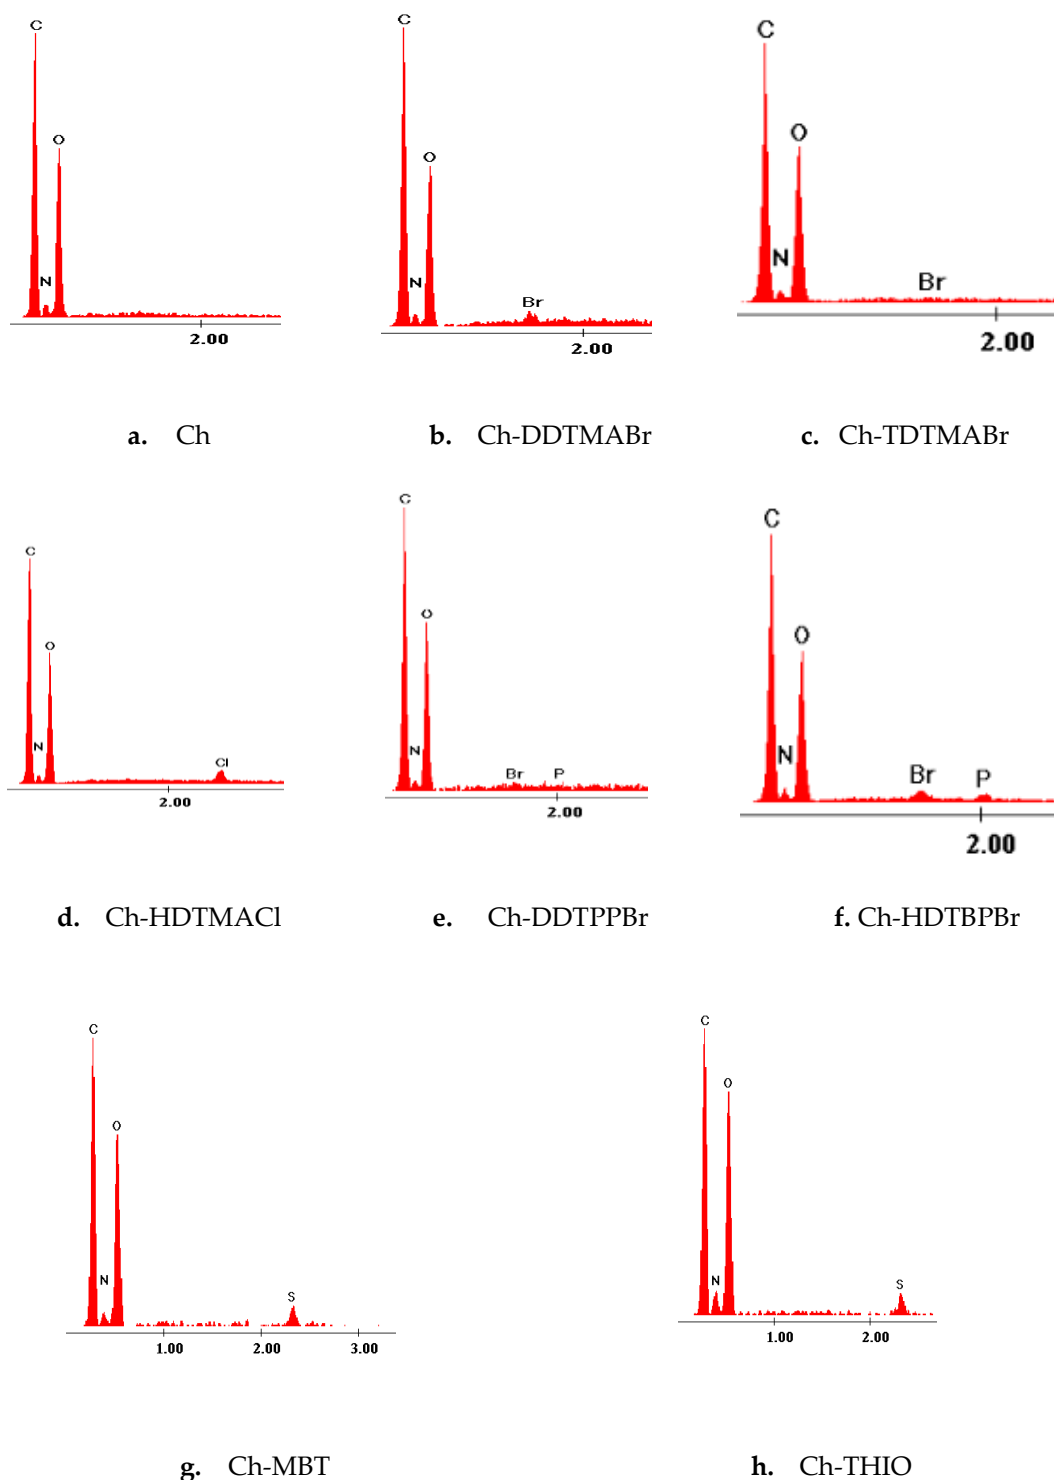 C
O
N
2.00
a. Ch
C
O
N
Br
2.00
b. Ch-DDTMABr
C
O
N
Br
2.00
c. Ch-TDTMABr
C
O
N
Cl
2.00
d. Ch-HDTMACl
C
O
N
Br P
2.00
e. Ch-DDTPPBr
C
O
N
Br P
2.00
f. Ch-HDTBPBr
C
O
N
S
1.00 2.00 3.00
g. Ch-MBT
C
O
N
S
1.00 2.00
h. Ch-THIO